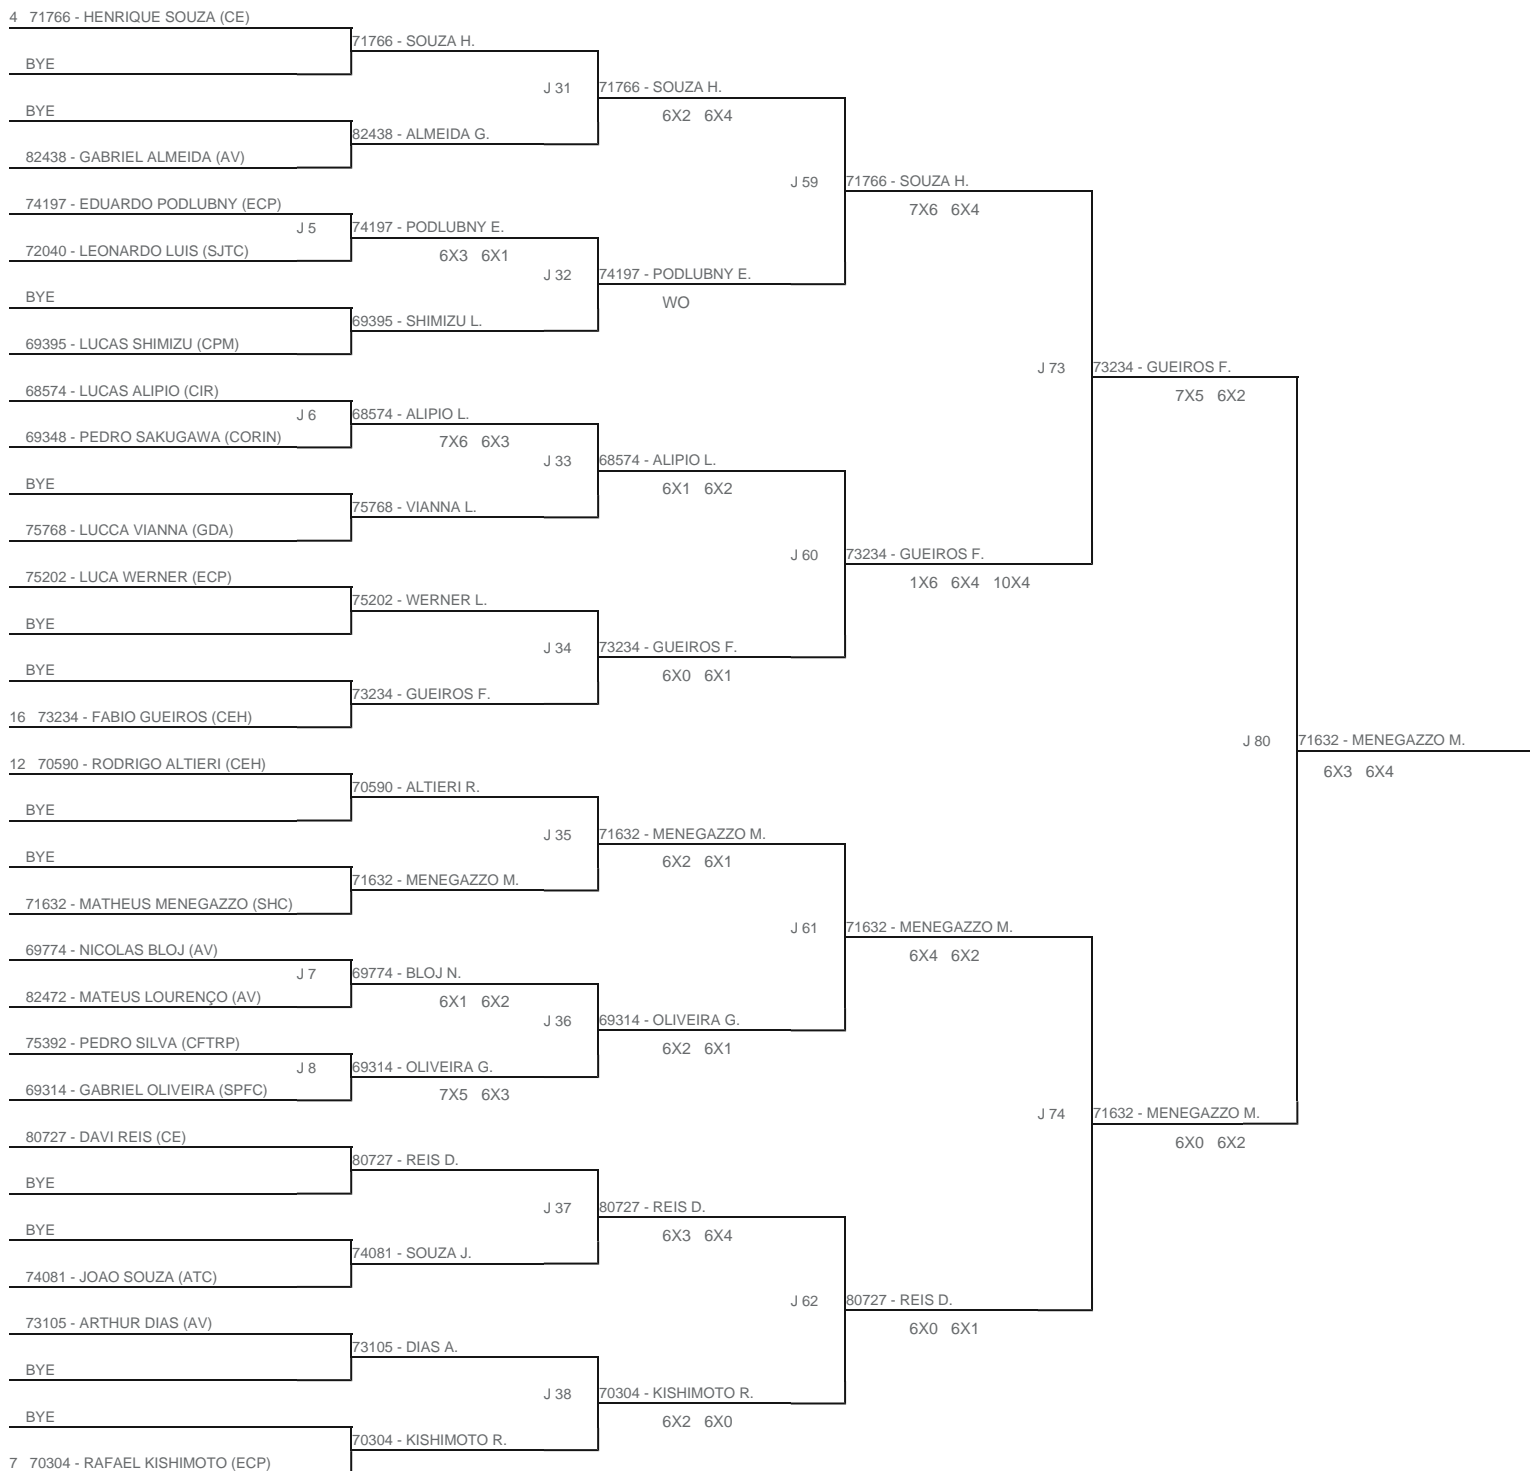 4 71766 - HENRIQUE SOUZA (CE)
71766 - SOUZA H.
BYE
J 31
71766 - SOUZA H.
6X2 6X4
BYE
82438 - ALMEIDA G.
82438 - GABRIEL ALMEIDA (AV)
J 59
71766 - SOUZA H.
7X6 6X4
74197 - EDUARDO PODLUBNY (ECP)
J 5
74197 - PODLUBNY E.
6X3 6X1
72040 - LEONARDO LUIS (SJTC)
J 32
74197 - PODLUBNY E.
WO
BYE
69395 - SHIMIZU L.
69395 - LUCAS SHIMIZU (CPM)
J 73
73234 - GUEIROS F.
7X5 6X2
68574 - LUCAS ALIPIO (CIR)
J 6
68574 - ALIPIO L.
7X6 6X3
69348 - PEDRO SAKUGAWA (CORIN)
J 33
68574 - ALIPIO L.
6X1 6X2
BYE
75768 - VIANNA L.
75768 - LUCCA VIANNA (GDA)
J 60
73234 - GUEIROS F.
1X6 6X4 10X4
75202 - LUCA WERNER (ECP)
75202 - WERNER L.
BYE
J 34
73234 - GUEIROS F.
6X0 6X1
BYE
73234 - GUEIROS F.
16 73234 - FABIO GUEIROS (CEH)
J 80
71632 - MENEGAZZO M.
6X3 6X4
12 70590 - RODRIGO ALTIERI (CEH)
70590 - ALTIERI R.
BYE
J 35
71632 - MENEGAZZO M.
6X2 6X1
BYE
71632 - MENEGAZZO M.
71632 - MATHEUS MENEGAZZO (SHC)
J 61
71632 - MENEGAZZO M.
6X4 6X2
69774 - NICOLAS BLOJ (AV)
J 7
69774 - BLOJ N.
6X1 6X2
82472 - MATEUS LOURENÇO (AV)
J 36
69314 - OLIVEIRA G.
6X2 6X1
75392 - PEDRO SILVA (CFTRP)
J 8
69314 - OLIVEIRA G.
7X5 6X3
69314 - GABRIEL OLIVEIRA (SPFC)
J 74
71632 - MENEGAZZO M.
6X0 6X2
80727 - DAVI REIS (CE)
80727 - REIS D.
BYE
J 37
80727 - REIS D.
6X3 6X4
BYE
74081 - SOUZA J.
74081 - JOAO SOUZA (ATC)
J 62
80727 - REIS D.
6X0 6X1
73105 - ARTHUR DIAS (AV)
73105 - DIAS A.
BYE
J 38
70304 - KISHIMOTO R.
6X2 6X0
BYE
70304 - KISHIMOTO R.
7 70304 - RAFAEL KISHIMOTO (ECP)